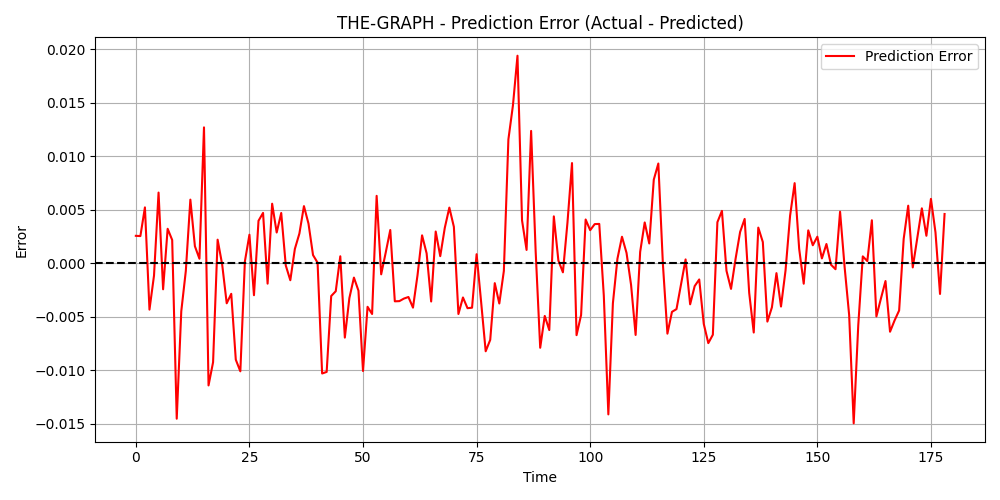 THE-GRAPH - Prediction Error (Actual - Predicted)
Prediction Error
Error
0.020
0.015
0.010
0.005
0.000
−0.005
−0.010
−0.015
0 25 50 75 100 125 150 175
Time